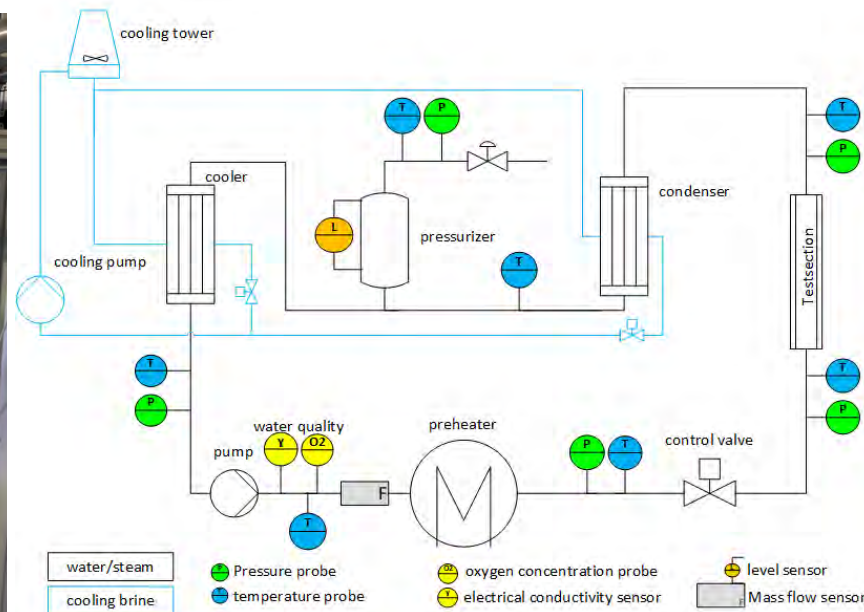 cooling tower
T
P
T
P
cooler
condenser
L
pressurizer
T
cooling pump
Testsection
T
P
T
P
water quality
preheater
control valve
γ
O2
pump
P
T
F
T
water/steam
P Pressure probe
O2 oxygen concentration probe
level sensor
cooling brine
T temperature probe
γ electrical conductivity sensor
F Mass flow sensor